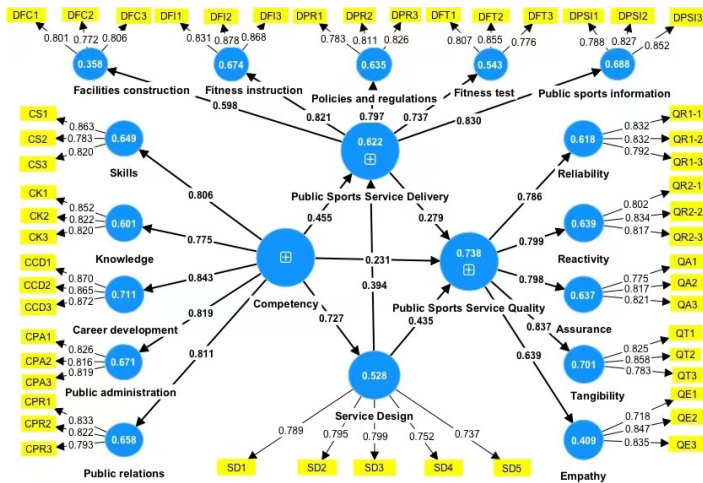 DFC1 DFC2 DFC3 DFI1 DFI2 DFI3 DPR1 DPR2 DPR3 DFT1 DFT2 DFT3 DPSI1 DPSI2 DPSI3
0.801 0.772 0.806 0.831 0.878 0.868 0.783 0.811 0.826 0.807 0.855 0.776 0.788 0.827 0.852
0.358 0.674 0.635 0.543 0.688
Facilities construction Fitness instruction Policies and regulations Fitness test Public sports information
0.598 0.821 0.797 0.737 0.830
CS1
CS2
CS3
0.863
0.783
0.820
0.649
Skills
0.806
CK1
CK2
CK3
0.852
0.822
0.820
0.601
Knowledge
0.775
CCD1
CCD2
CCD3
0.870
0.865
0.872
0.711
Career development
0.843
CPA1
CPA2
CPA3
0.826
0.816
0.819
0.671
Public administration
0.819
CPR1
CPR2
CPR3
0.833
0.822
0.793
0.658
Public relations
0.811
0.622
Public Sports Service Delivery
0.455
0.279
Competency
0.231
0.394
0.727
0.738
Public Sports Service Quality
0.435
0.528
Service Design
0.789 0.795 0.799 0.752 0.737
SD1 SD2 SD3 SD4 SD5
0.786
0.618
Reliability
0.832
0.832
0.792
QR1-1
QR1-2
QR1-3
0.799
0.639
Reactivity
0.802
0.834
0.817
QR2-1
QR2-2
QR2-3
0.798
0.637
Assurance
0.775
0.817
0.821
QA1
QA2
QA3
0.837
0.701
Tangibility
0.825
0.858
0.783
QT1
QT2
QT3
0.639
0.409
Empathy
0.718
0.847
0.835
QE1
QE2
QE3